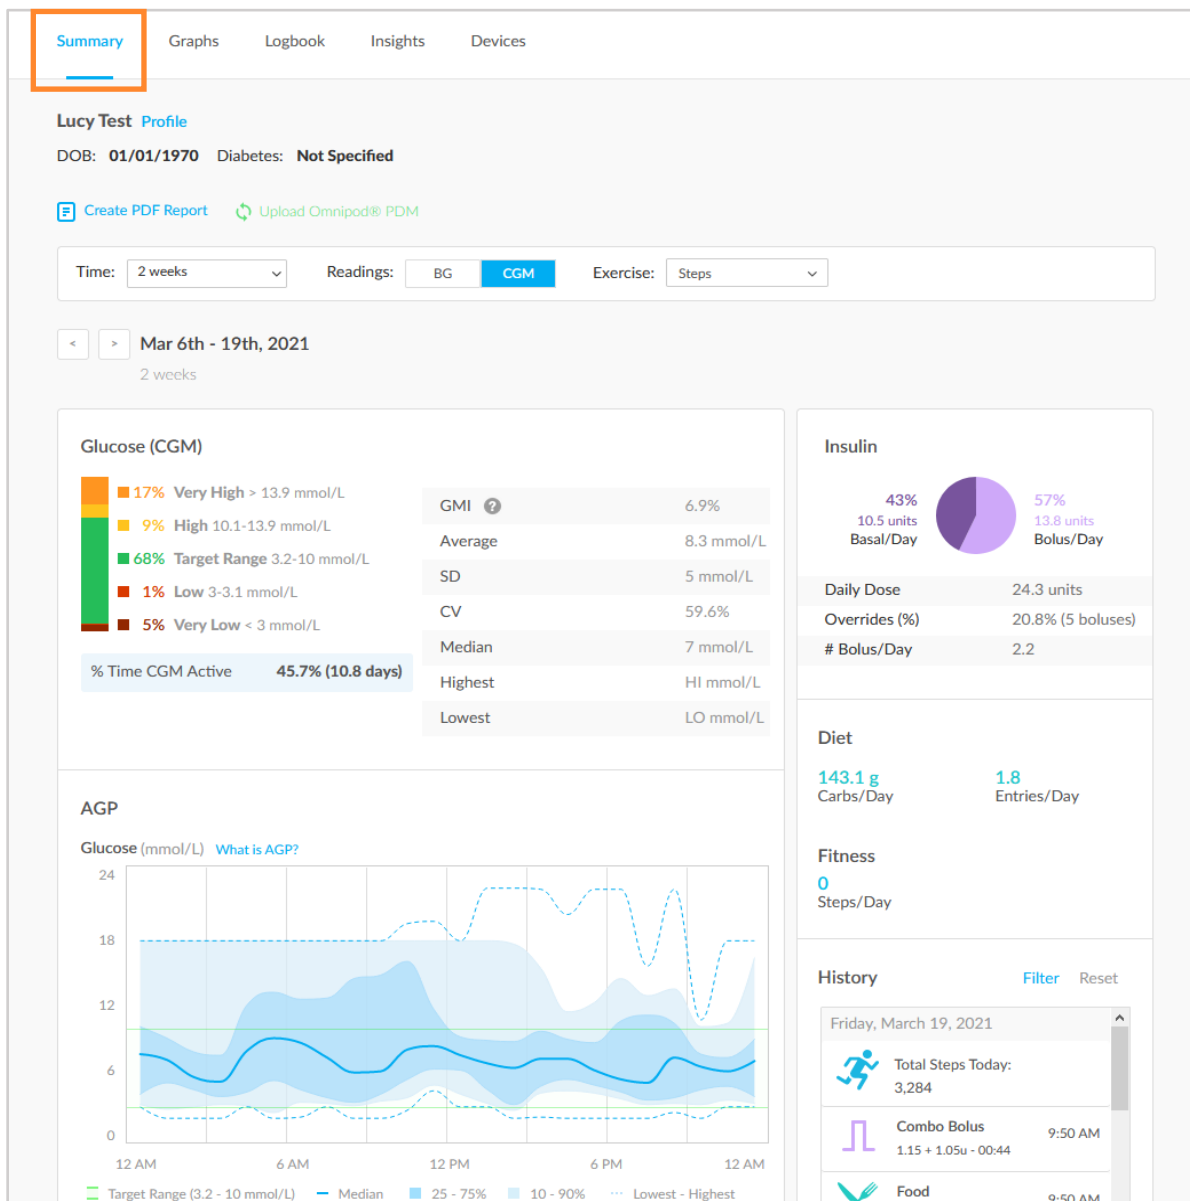 Summary Graphs Logbook Insights Devices
Lucy Test Profile
DOB: 01/01/1970 Diabetes: Not Specified
Create PDF Report Upload Omnipod® PDM
Time: 2 weeks Readings: BG CGM Exercise: Steps
< > Mar 6th - 19th, 2021
2 weeks
Glucose (CGM)
17% Very High > 13.9 mmol/L
9% High 10.1-13.9 mmol/L
68% Target Range 3.2-10 mmol/L
1% Low 3-3.1 mmol/L
5% Very Low < 3 mmol/L
% Time CGM Active 45.7% (10.8 days)
GMI ? 6.9%
Average 8.3 mmol/L
SD 5 mmol/L
CV 59.6%
Median 7 mmol/L
Highest HI mmol/L
Lowest LO mmol/L
AGP
Glucose (mmol/L) What is AGP?
24
18
12
6
0
12 AM 6 AM 12 PM 6 PM 12 AM
Target Range (3.2 - 10 mmol/L) Median 25 - 75% 10 - 90% Lowest - Highest
Insulin
43% 57%
10.5 units 13.8 units
Basal/Day Bolus/Day
Daily Dose 24.3 units
Overrides (%) 20.8% (5 boluses)
# Bolus/Day 2.2
Diet
143.1 g 1.8
Carbs/Day Entries/Day
Fitness
0
Steps/Day
History Filter Reset
Friday, March 19, 2021
Total Steps Today:
3,284
Combo Bolus 9:50 AM
1.15 + 1.05u - 00:44
Food 9:50 AM